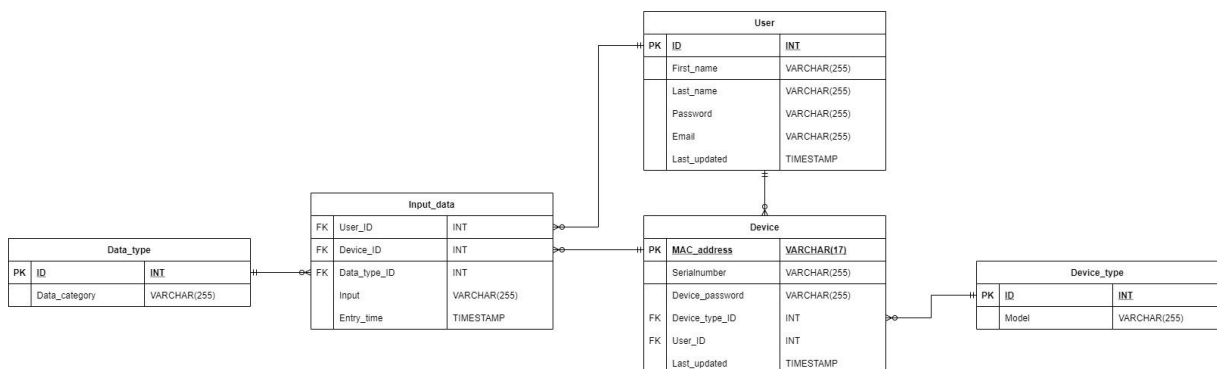 User
PK ID INT
First_name VARCHAR(255)
Last_name VARCHAR(255)
Password VARCHAR(255)
Email VARCHAR(255)
Last_updated TIMESTAMP
Input_data
FK User_ID INT
FK Device_ID INT
FK Data_type_ID INT
Input VARCHAR(255)
Entry_time TIMESTAMP
Data_type
PK ID INT
Data_category VARCHAR(255)
Device
PK MAC_address VARCHAR(17)
Serialnumber VARCHAR(255)
Device_password VARCHAR(255)
FK Device_type_ID INT
FK User_ID INT
Last_updated TIMESTAMP
Device_type
PK ID INT
Model VARCHAR(255)